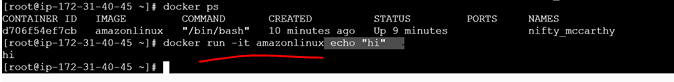 [root@ip-172-31-40-45 ~]# docker ps
CONTAINER ID IMAGE COMMAND CREATED STATUS PORTS NAMES
d706f54ef7cb amazonlinux "/bin/bash" 10 minutes ago Up 9 minutes nifty_mccarthy
[root@ip-172-31-40-45 ~]# docker run -it amazonlinux echo "hi"
hi
[root@ip-172-31-40-45 ~]#